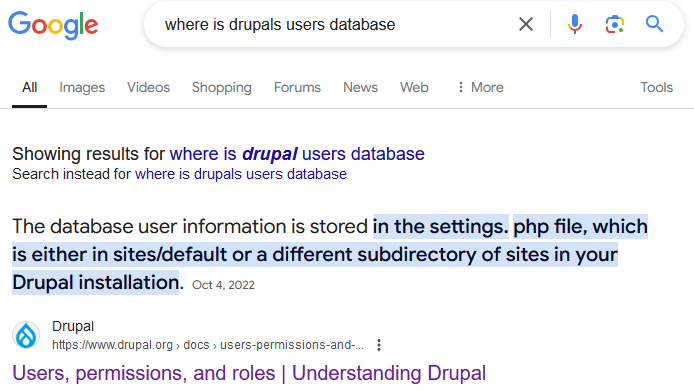 Google
where is drupals users database
All Images Videos Shopping Forums News Web More Tools
Showing results for where is drupal users database
Search instead for where is drupals users database
The database user information is stored in the settings. php file, which
is either in sites/default or a different subdirectory of sites in your
Drupal installation. Oct 4, 2022
Drupal
https://www.drupal.org › docs › users-permissions-and-...
Users, permissions, and roles | Understanding Drupal